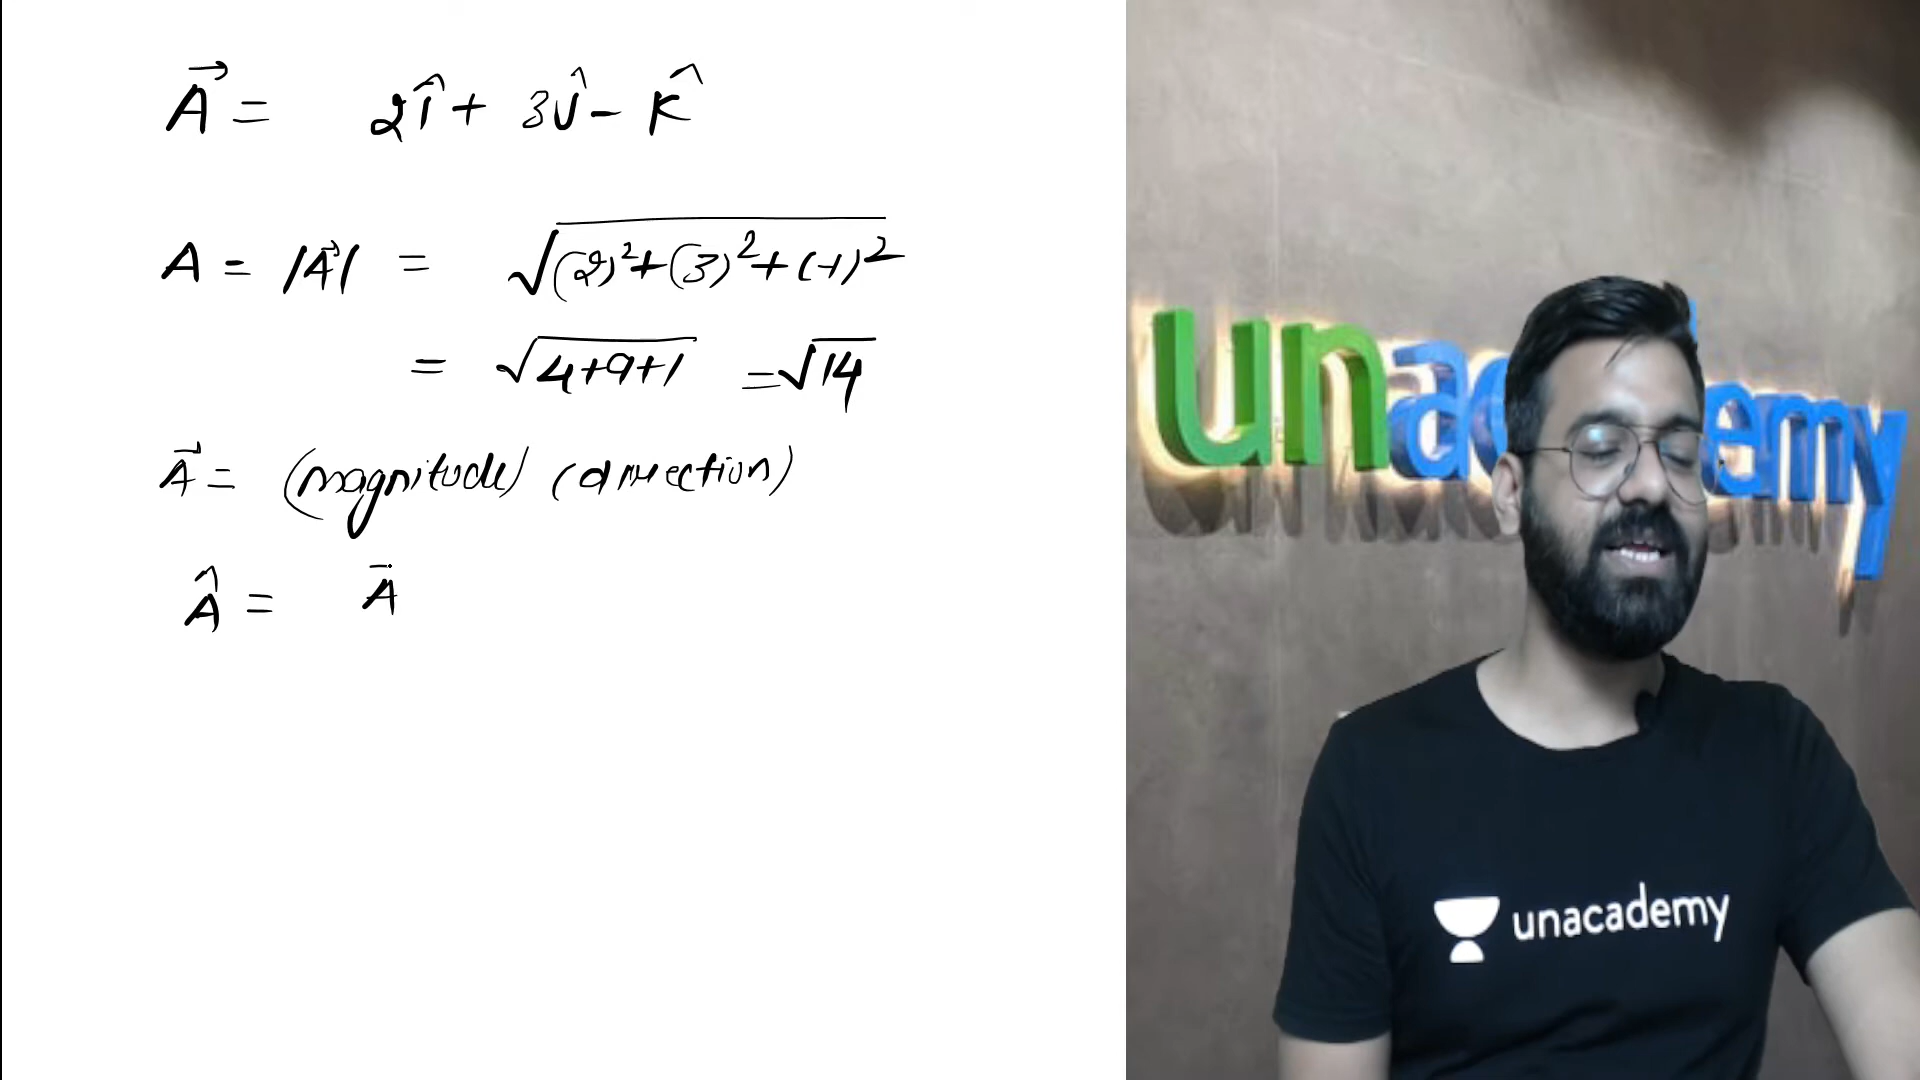 A⃗ = 2î + 3ĵ - k̂
A = |A⃗| = √(2)²+(3)²+(-1)²
= √4+9+1 = √14
A⃗ = (magnitude) (direction)
Â = A⃗
unacademy
unacademy